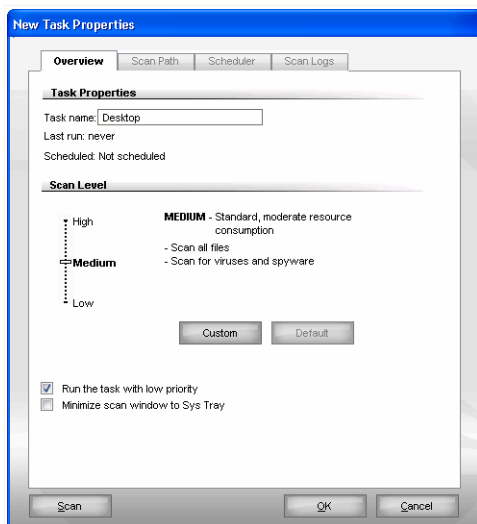 New Task Properties
Overview Scan Path Scheduler Scan Logs
Task Properties
Task name: Desktop
Last run: never
Scheduled: Not scheduled
Scan Level
High
Medium
Low
MEDIUM - Standard, moderate resource
consumption
- Scan all files
- Scan for viruses and spyware
Custom Default
Run the task with low priority
Minimize scan window to Sys Tray
Scan OK Cancel